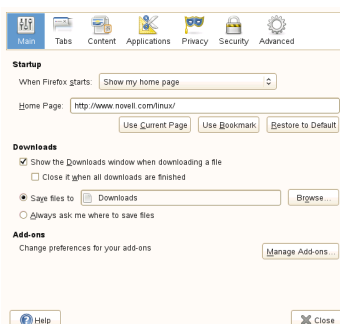 Main Tabs Content Applications Privacy Security Advanced
Startup
When Firefox starts: Show my home page
Home Page: http://www.novell.com/linux/
Use Current Page Use Bookmark Restore to Default
Downloads
Show the Downloads window when downloading a file
Close it when all downloads are finished
Save files to Downloads Browse...
Always ask me where to save files
Add-ons
Change preferences for your add-ons
Manage Add-ons...
Help Close